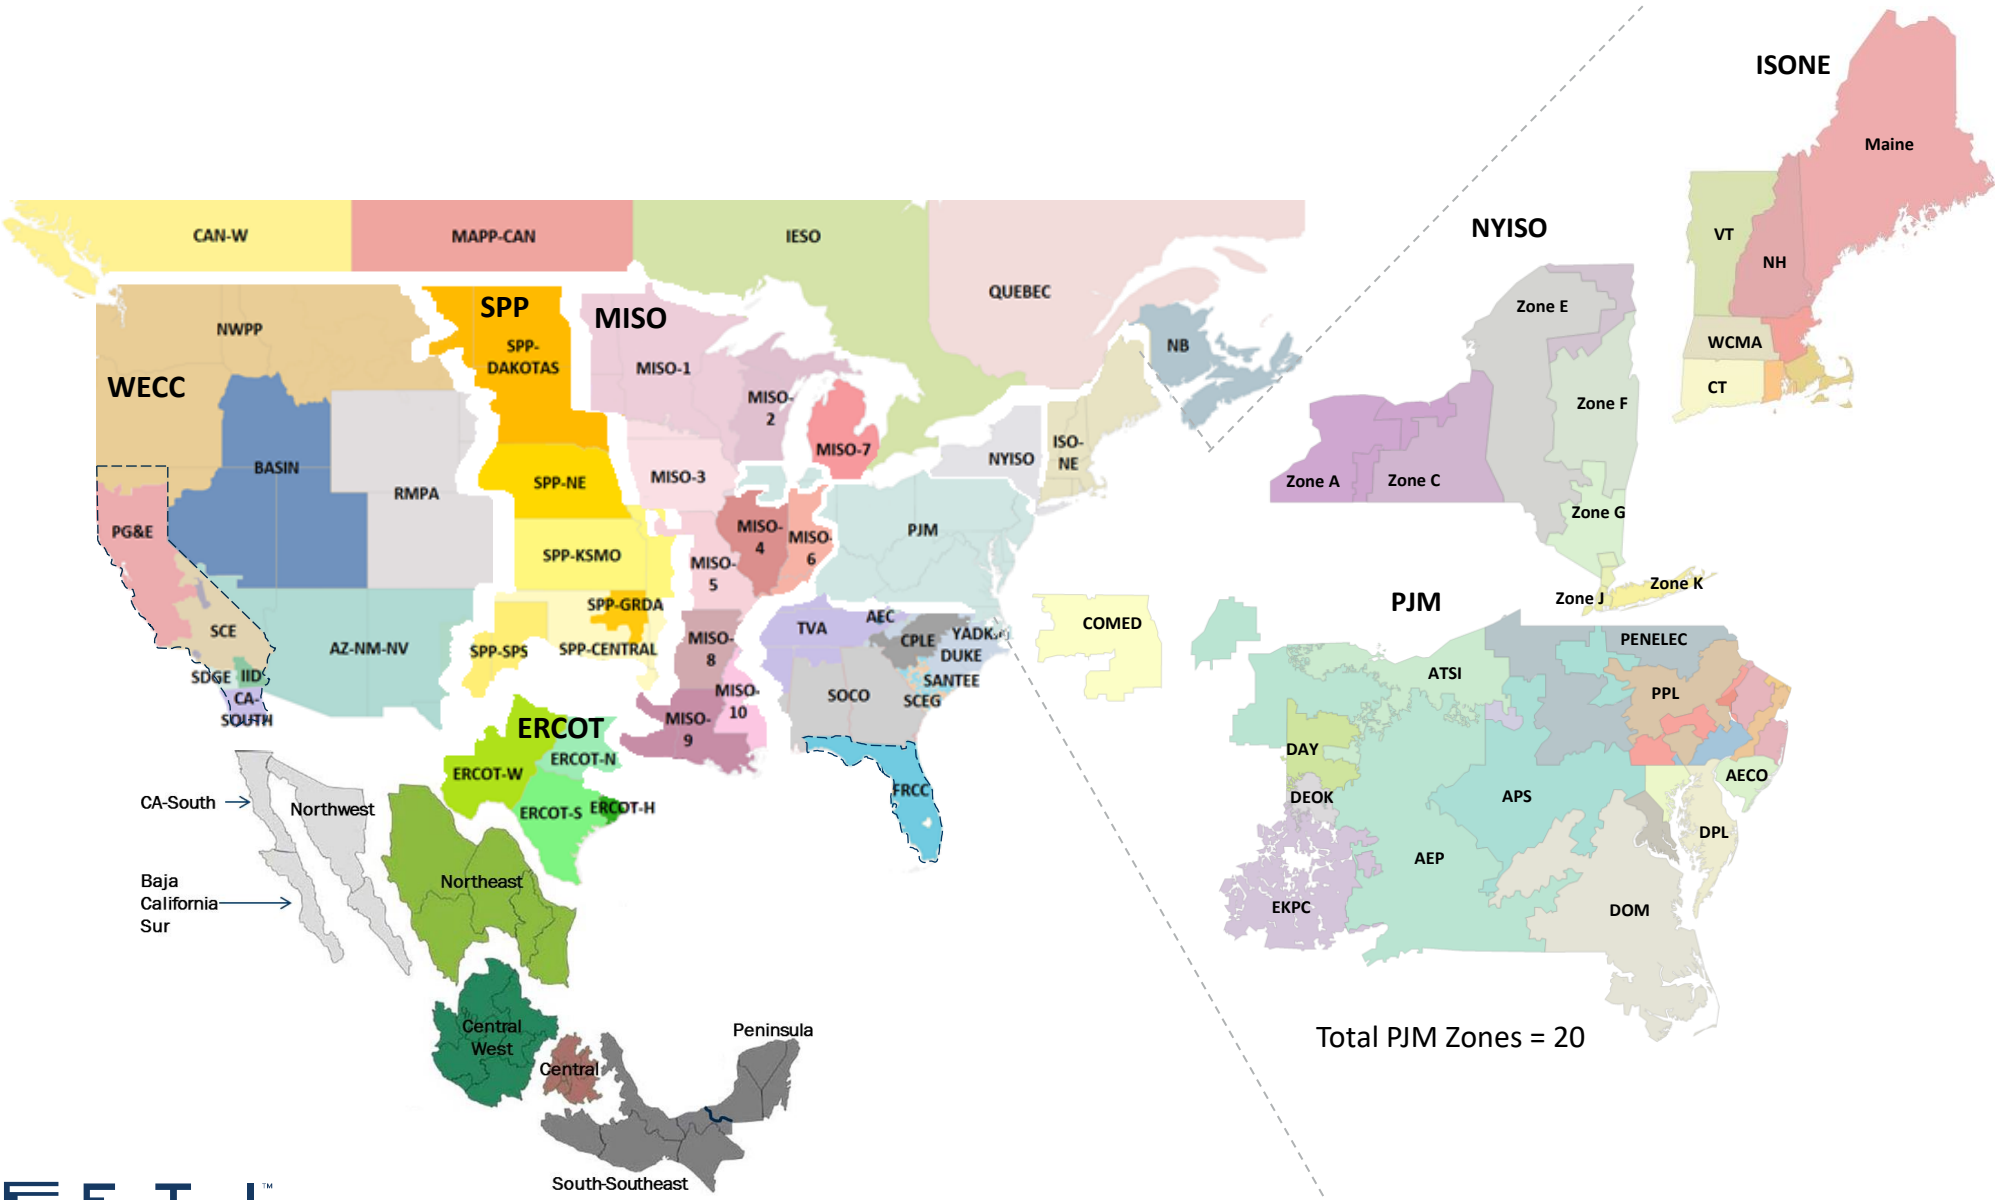 ISONE
Maine
VT
NH
WCMA
CT
NYISO
Zone E
Zone F
Zone A
Zone C
Zone G
Zone K
Zone J
CAN-W
MAPP-CAN
IESO
QUEBEC
NB
NWPP
WECC
BASIN
RMPA
PG&E
SCE
AZ-NM-NV
SDGE
IID
CA-
SOUTH
SPP
SPP-
DAKOTAS
SPP-NE
SPP-KSMO
SPP-GRDA
SPP-SPS
SPP-CENTRAL
MISO
MISO-1
MISO-
2
MISO-7
MISO-3
MISO-
4
MISO-
6
MISO-
5
MISO-
8
MISO-
10
MISO-
9
NYISO
ISO-
NE
PJM
TVA
AEC
CPLE
YADK
DUKE
SANTEE
SCEG
SOCO
FRCC
ERCOT
ERCOT-N
ERCOT-W
ERCOT-S
ERCOT-H
CA-South
Northwest
Baja
California
Sur
Northeast
Central
West
Central
Peninsula
South-Southeast
COMED
PJM
PENELEC
ATSI
PPL
DAY
DEOK
APS
AECO
DPL
AEP
EKPC
DOM
Total PJM Zones = 20